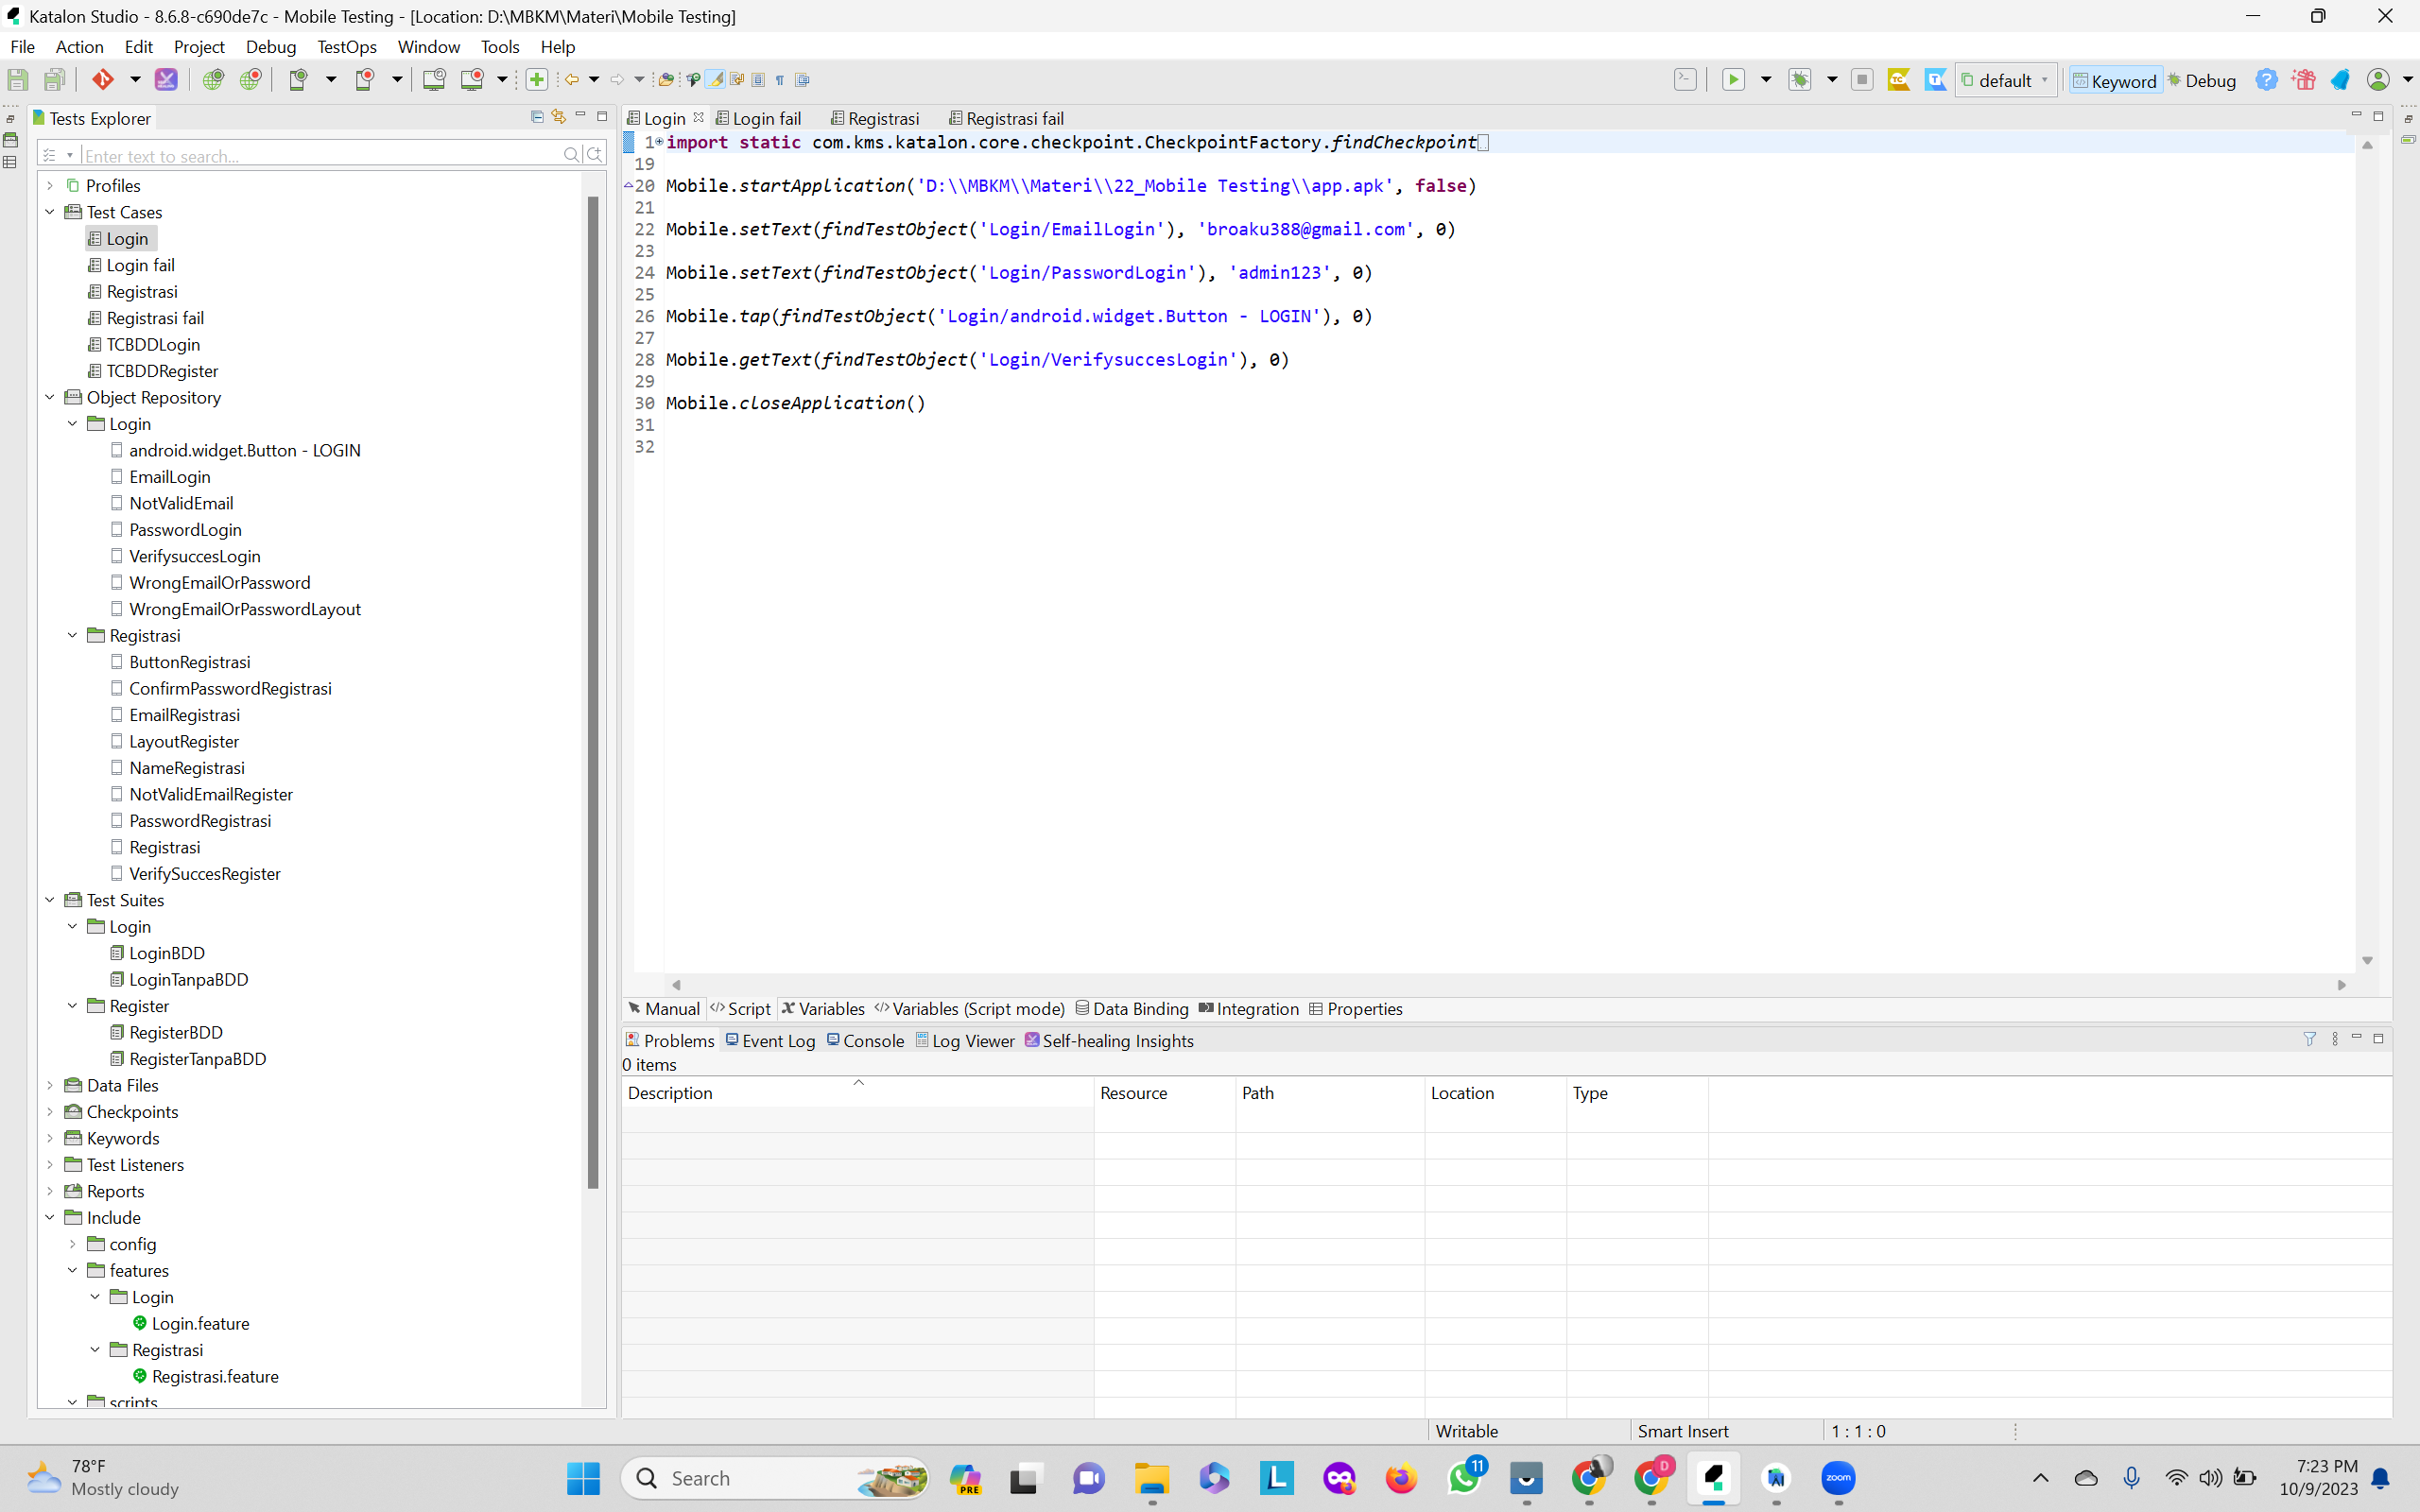 Katalon Studio - 8.6.8-c690de7c - Mobile Testing - [Location: D:\MBKM\Materi\Mobile Testing]
File Action Edit Project Debug TestOps Window Tools Help
default Keyword Debug
Tests Explorer
Enter text to search...
Profiles
Test Cases
Login
Login fail
Registrasi
Registrasi fail
TCBDDLogin
TCBDDRegister
Object Repository
Login
android.widget.Button - LOGIN
EmailLogin
NotValidEmail
PasswordLogin
VerifysuccesLogin
WrongEmailOrPassword
WrongEmailOrPasswordLayout
Registrasi
ButtonRegistrasi
ConfirmPasswordRegistrasi
EmailRegistrasi
LayoutRegister
NameRegistrasi
NotValidEmailRegister
PasswordRegistrasi
Registrasi
VerifySuccesRegister
Test Suites
Login
LoginBDD
LoginTanpaBDD
Register
RegisterBDD
RegisterTanpaBDD
Data Files
Checkpoints
Keywords
Test Listeners
Reports
Include
config
features
Login
Login.feature
Registrasi
Registrasi.feature
scripts
Login Login fail Registrasi Registrasi fail
1 import static com.kms.katalon.core.checkpoint.CheckpointFactory.findCheckpoint
19
20 Mobile.startApplication('D:\\MBKM\\Materi\\22_Mobile Testing\\app.apk', false)
21
22 Mobile.setText(findTestObject('Login/EmailLogin'), 'broaku388@gmail.com', 0)
23
24 Mobile.setText(findTestObject('Login/PasswordLogin'), 'admin123', 0)
25
26 Mobile.tap(findTestObject('Login/android.widget.Button - LOGIN'), 0)
27
28 Mobile.getText(findTestObject('Login/VerifysuccesLogin'), 0)
29
30 Mobile.closeApplication()
31
32
Manual Script Variables Variables (Script mode) Data Binding Integration Properties
Problems Event Log Console Log Viewer Self-healing Insights
0 items
Description Resource Path Location Type
Writable Smart Insert 1 : 1 : 0
78°F
Mostly cloudy
Search
PRE
11
D
zoom
7:23 PM
10/9/2023